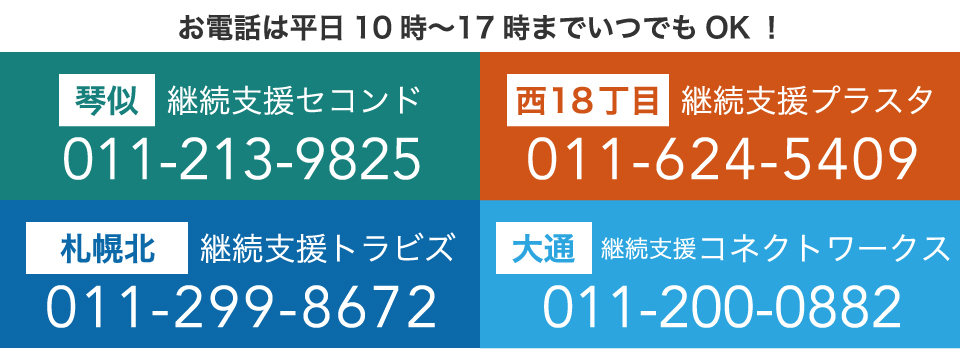 お電話は平日 10 時〜17 時までいつでも OK ！
琴似 継続支援セコンド
011-213-9825
西18丁目 継続支援プラスタ
011-624-5409
札幌北 継続支援トラビズ
011-299-8672
大通 継続支援コネクトワークス
011-200-0882